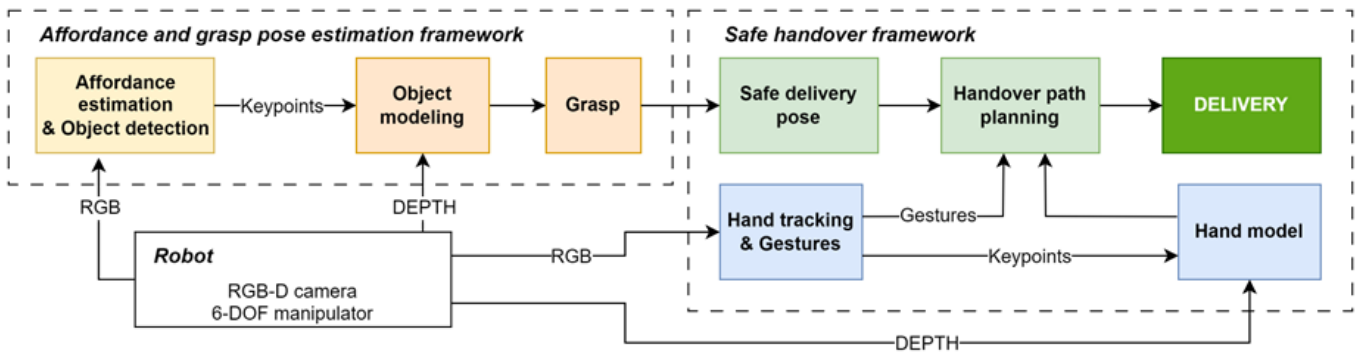 Affordance and grasp pose estimation framework
Affordance
estimation
& Object detection
Keypoints
Object
modeling
Grasp
RGB
DEPTH
Robot
RGB-D camera
6-DOF manipulator
Safe handover framework
Safe delivery
pose
Handover path
planning
DELIVERY
RGB
Hand tracking
& Gestures
Gestures
Keypoints
Hand model
DEPTH